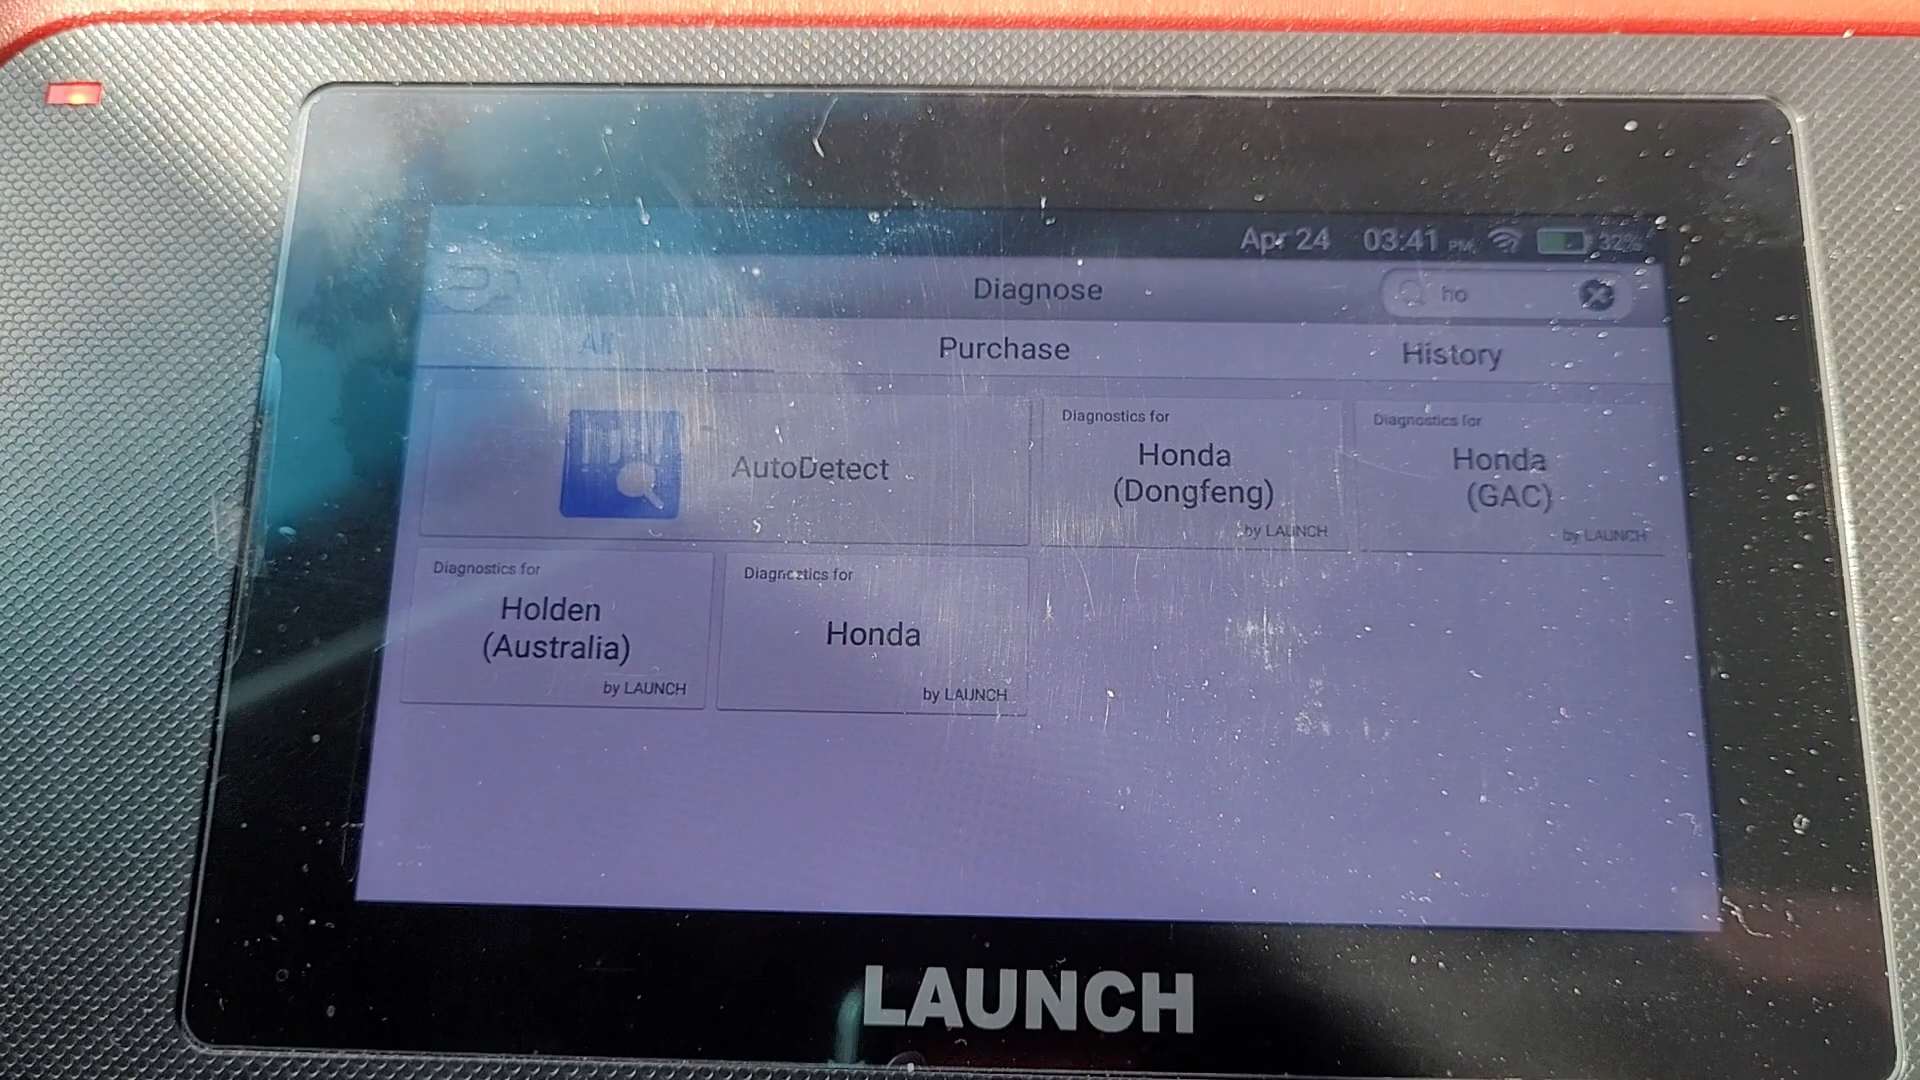 Apr 24 03:41 PM 32%
Diagnose
ho
All
Purchase
History
AutoDetect
Diagnostics for
Honda
(Dongfeng)
by LAUNCH
Diagnostics for
Honda
(GAC)
by LAUNCH
Diagnostics for
Holden
(Australia)
by LAUNCH
Diagnostics for
Honda
by LAUNCH
LAUNCH